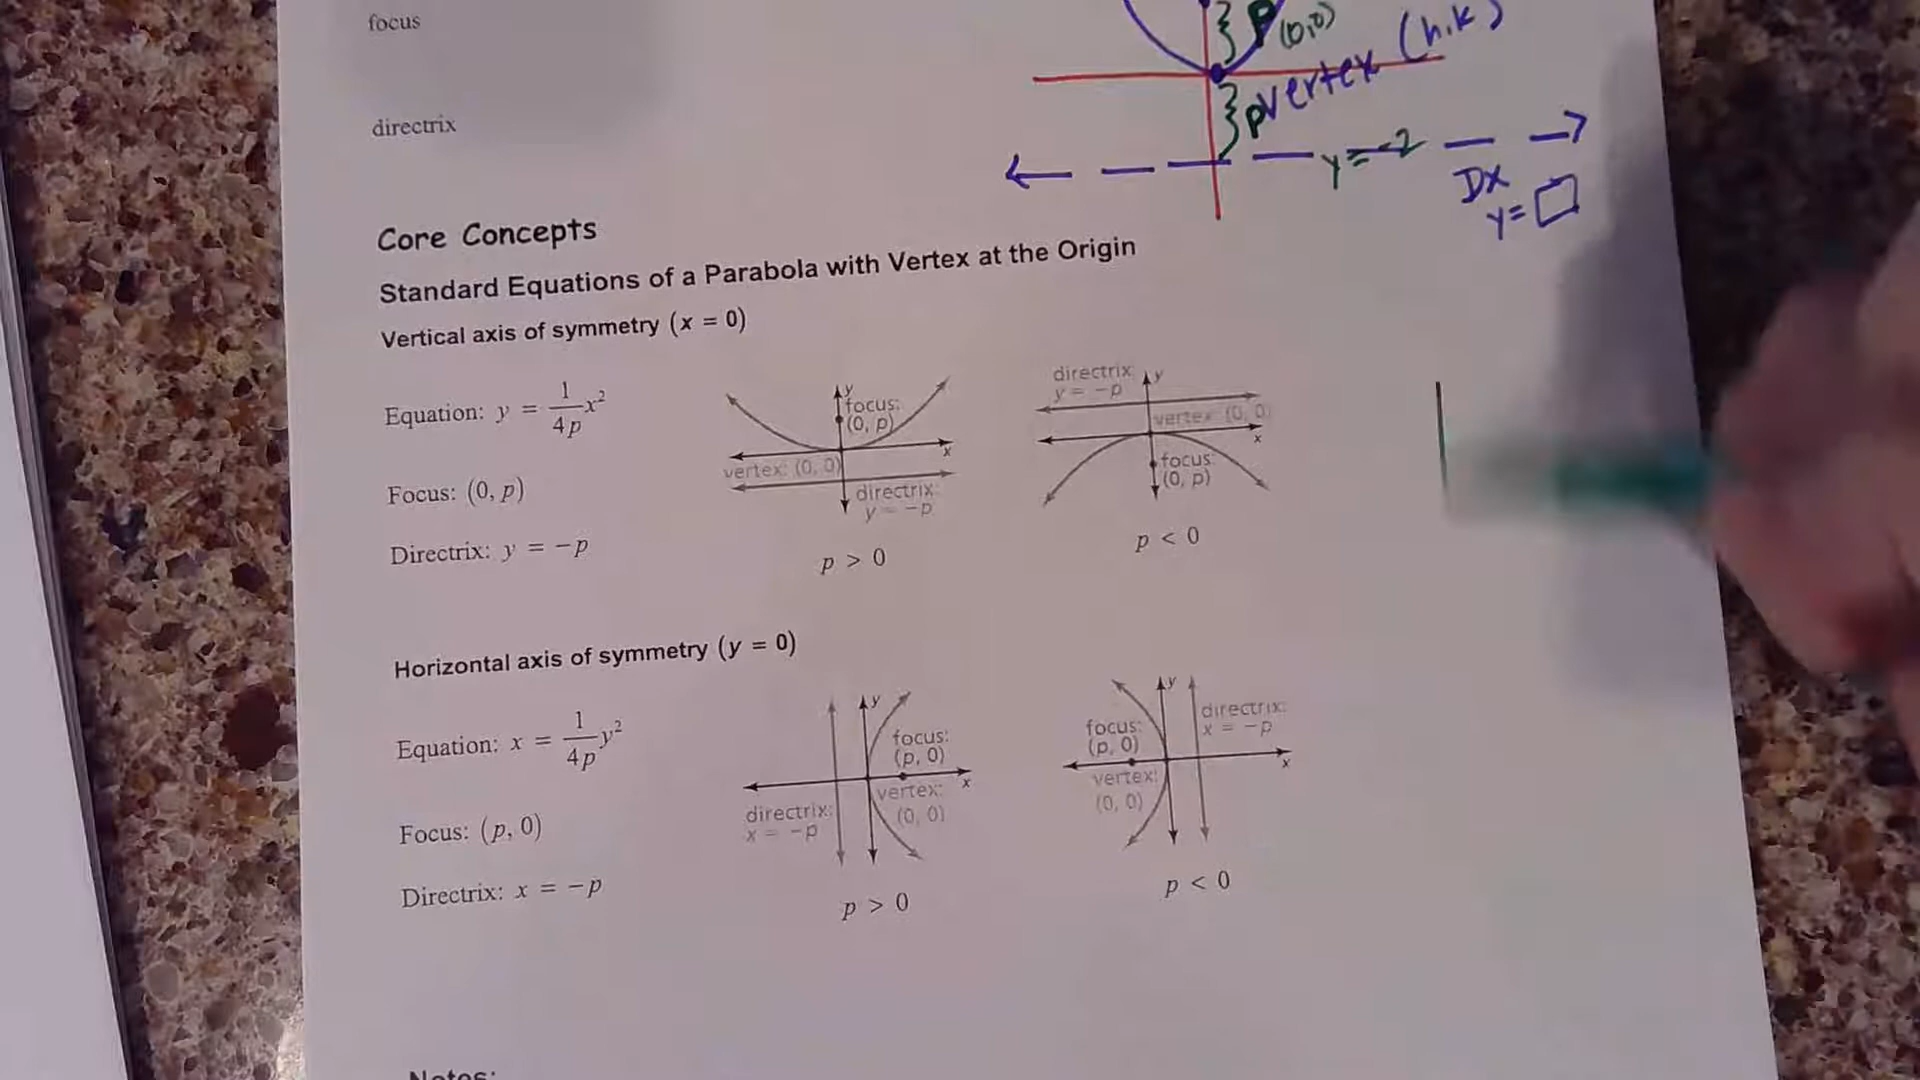 focus
P(0,0)
vertex (h,k)
directrix
P
y=-2
DX
y=
Core Concepts
Standard Equations of a Parabola with Vertex at the Origin
Vertical axis of symmetry (x = 0)
Equation: y = 1/4p x²
Focus: (0, p)
Directrix: y = −p
y
focus:
(0, p)
x
vertex: (0, 0)
directrix:
y = −p
p > 0
directrix:
y = −p
y
vertex: (0, 0)
x
focus:
(0, p)
p < 0
Horizontal axis of symmetry (y = 0)
Equation: x = 1/4p y²
Focus: (p, 0)
Directrix: x = −p
y
focus:
(p, 0)
x
vertex:
(0, 0)
directrix:
x = −p
p > 0
y
directrix:
x = −p
focus:
(p, 0)
x
vertex:
(0, 0)
p < 0
Notes: